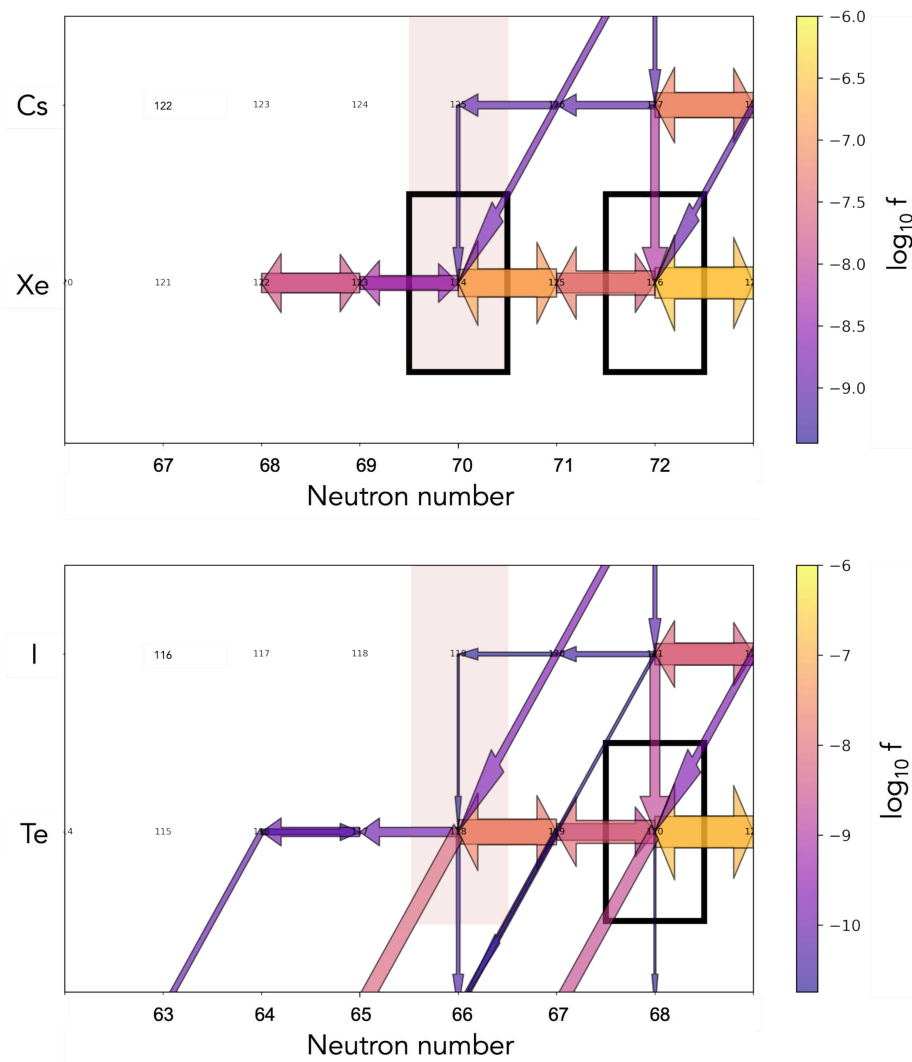 Cs 122 123 124 125 126 127
Xe 121 122 123 124 125 126
67 68 69 70 71 72
Neutron number
−6.0
−6.5
−7.0
−7.5
−8.0
−8.5
−9.0
log₁₀ f
I 116 117 118 119 120 121
Te 115 116 117 118 119 120
63 64 65 66 67 68
Neutron number
−6
−7
−8
−9
−10
log₁₀ f